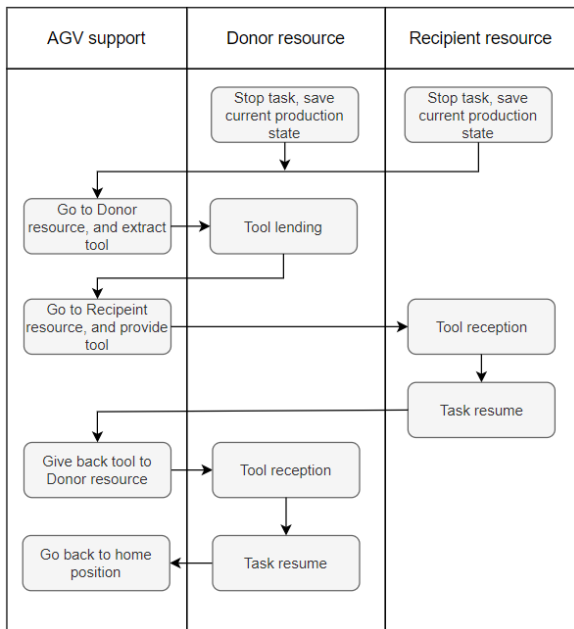 AGV support
Donor resource
Recipient resource
Stop task, save
current production
state
Stop task, save
current production
state
Go to Donor
resource, and extract
tool
Tool lending
Go to Recipeint
resource, and provide
tool
Tool reception
Task resume
Give back tool to
Donor resource
Tool reception
Go back to home
position
Task resume